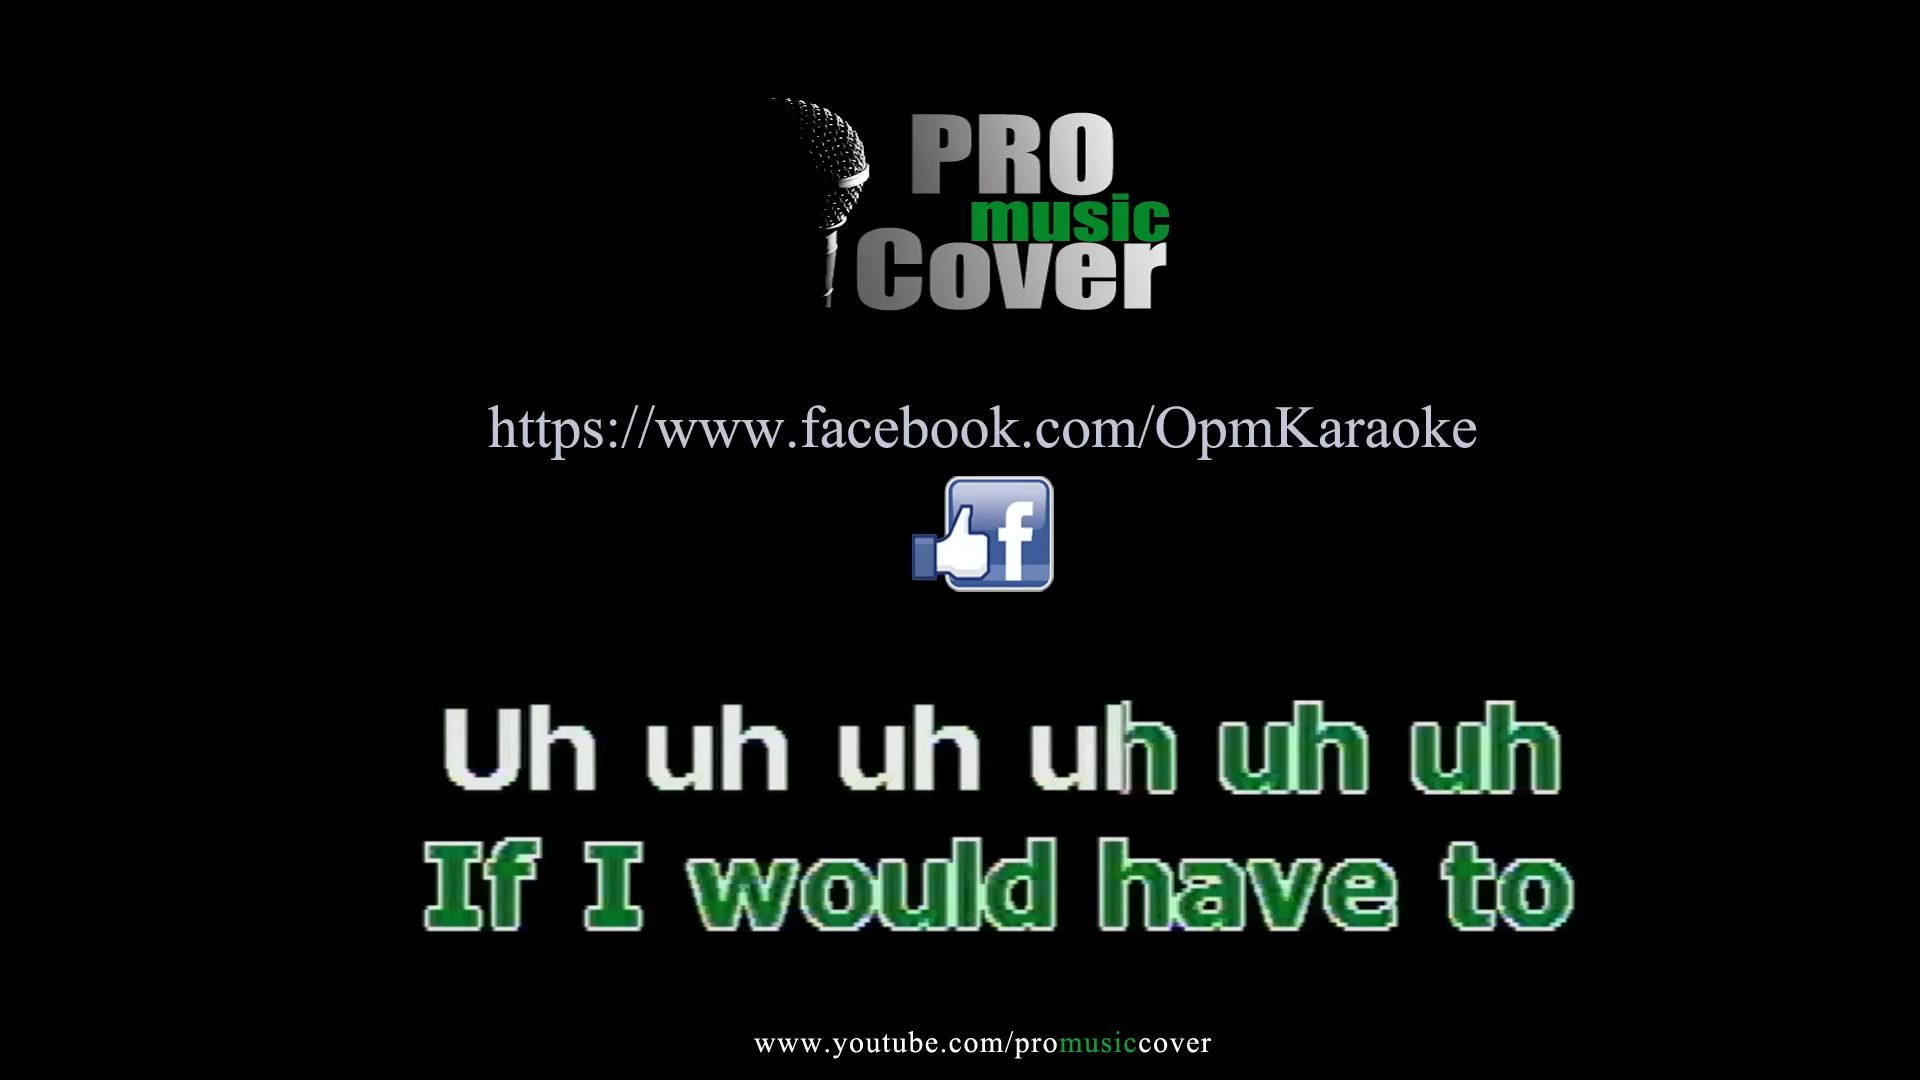 PRO
music
Cover
https://www.facebook.com/OpmKaraoke
f
Uh uh uh uh uh uh
If I would have to
www.youtube.com/promusiccover